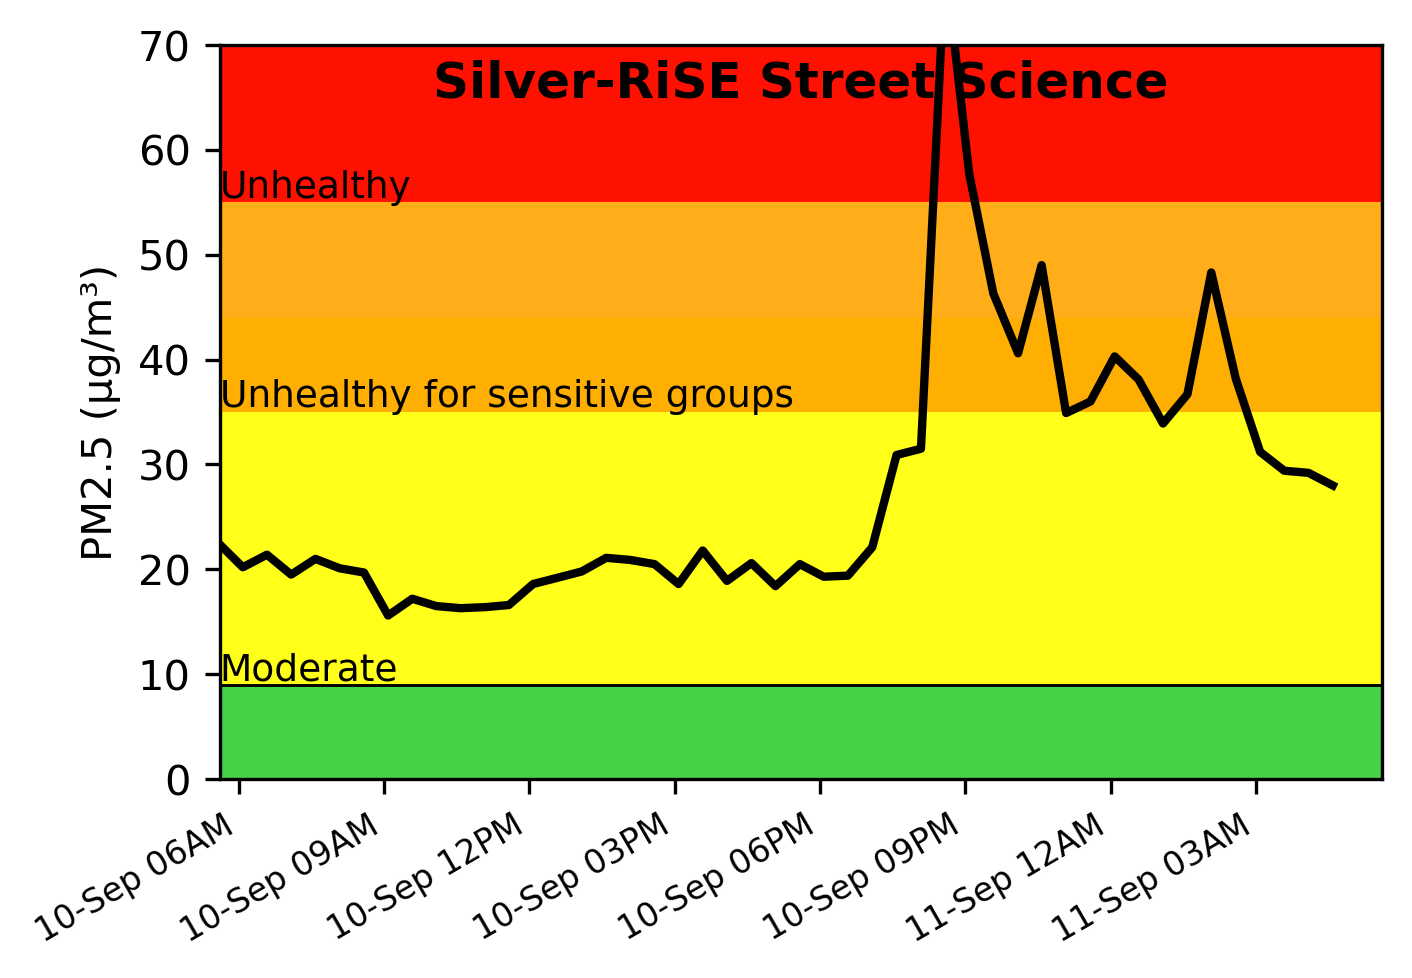 Silver-RiSE Street Science
70
60
Unhealthy
50
40
Unhealthy for sensitive groups
30
20
10
Moderate
0
PM2.5 (µg/m³)
10-Sep 06AM
10-Sep 09AM
10-Sep 12PM
10-Sep 03PM
10-Sep 06PM
10-Sep 09PM
11-Sep 12AM
11-Sep 03AM